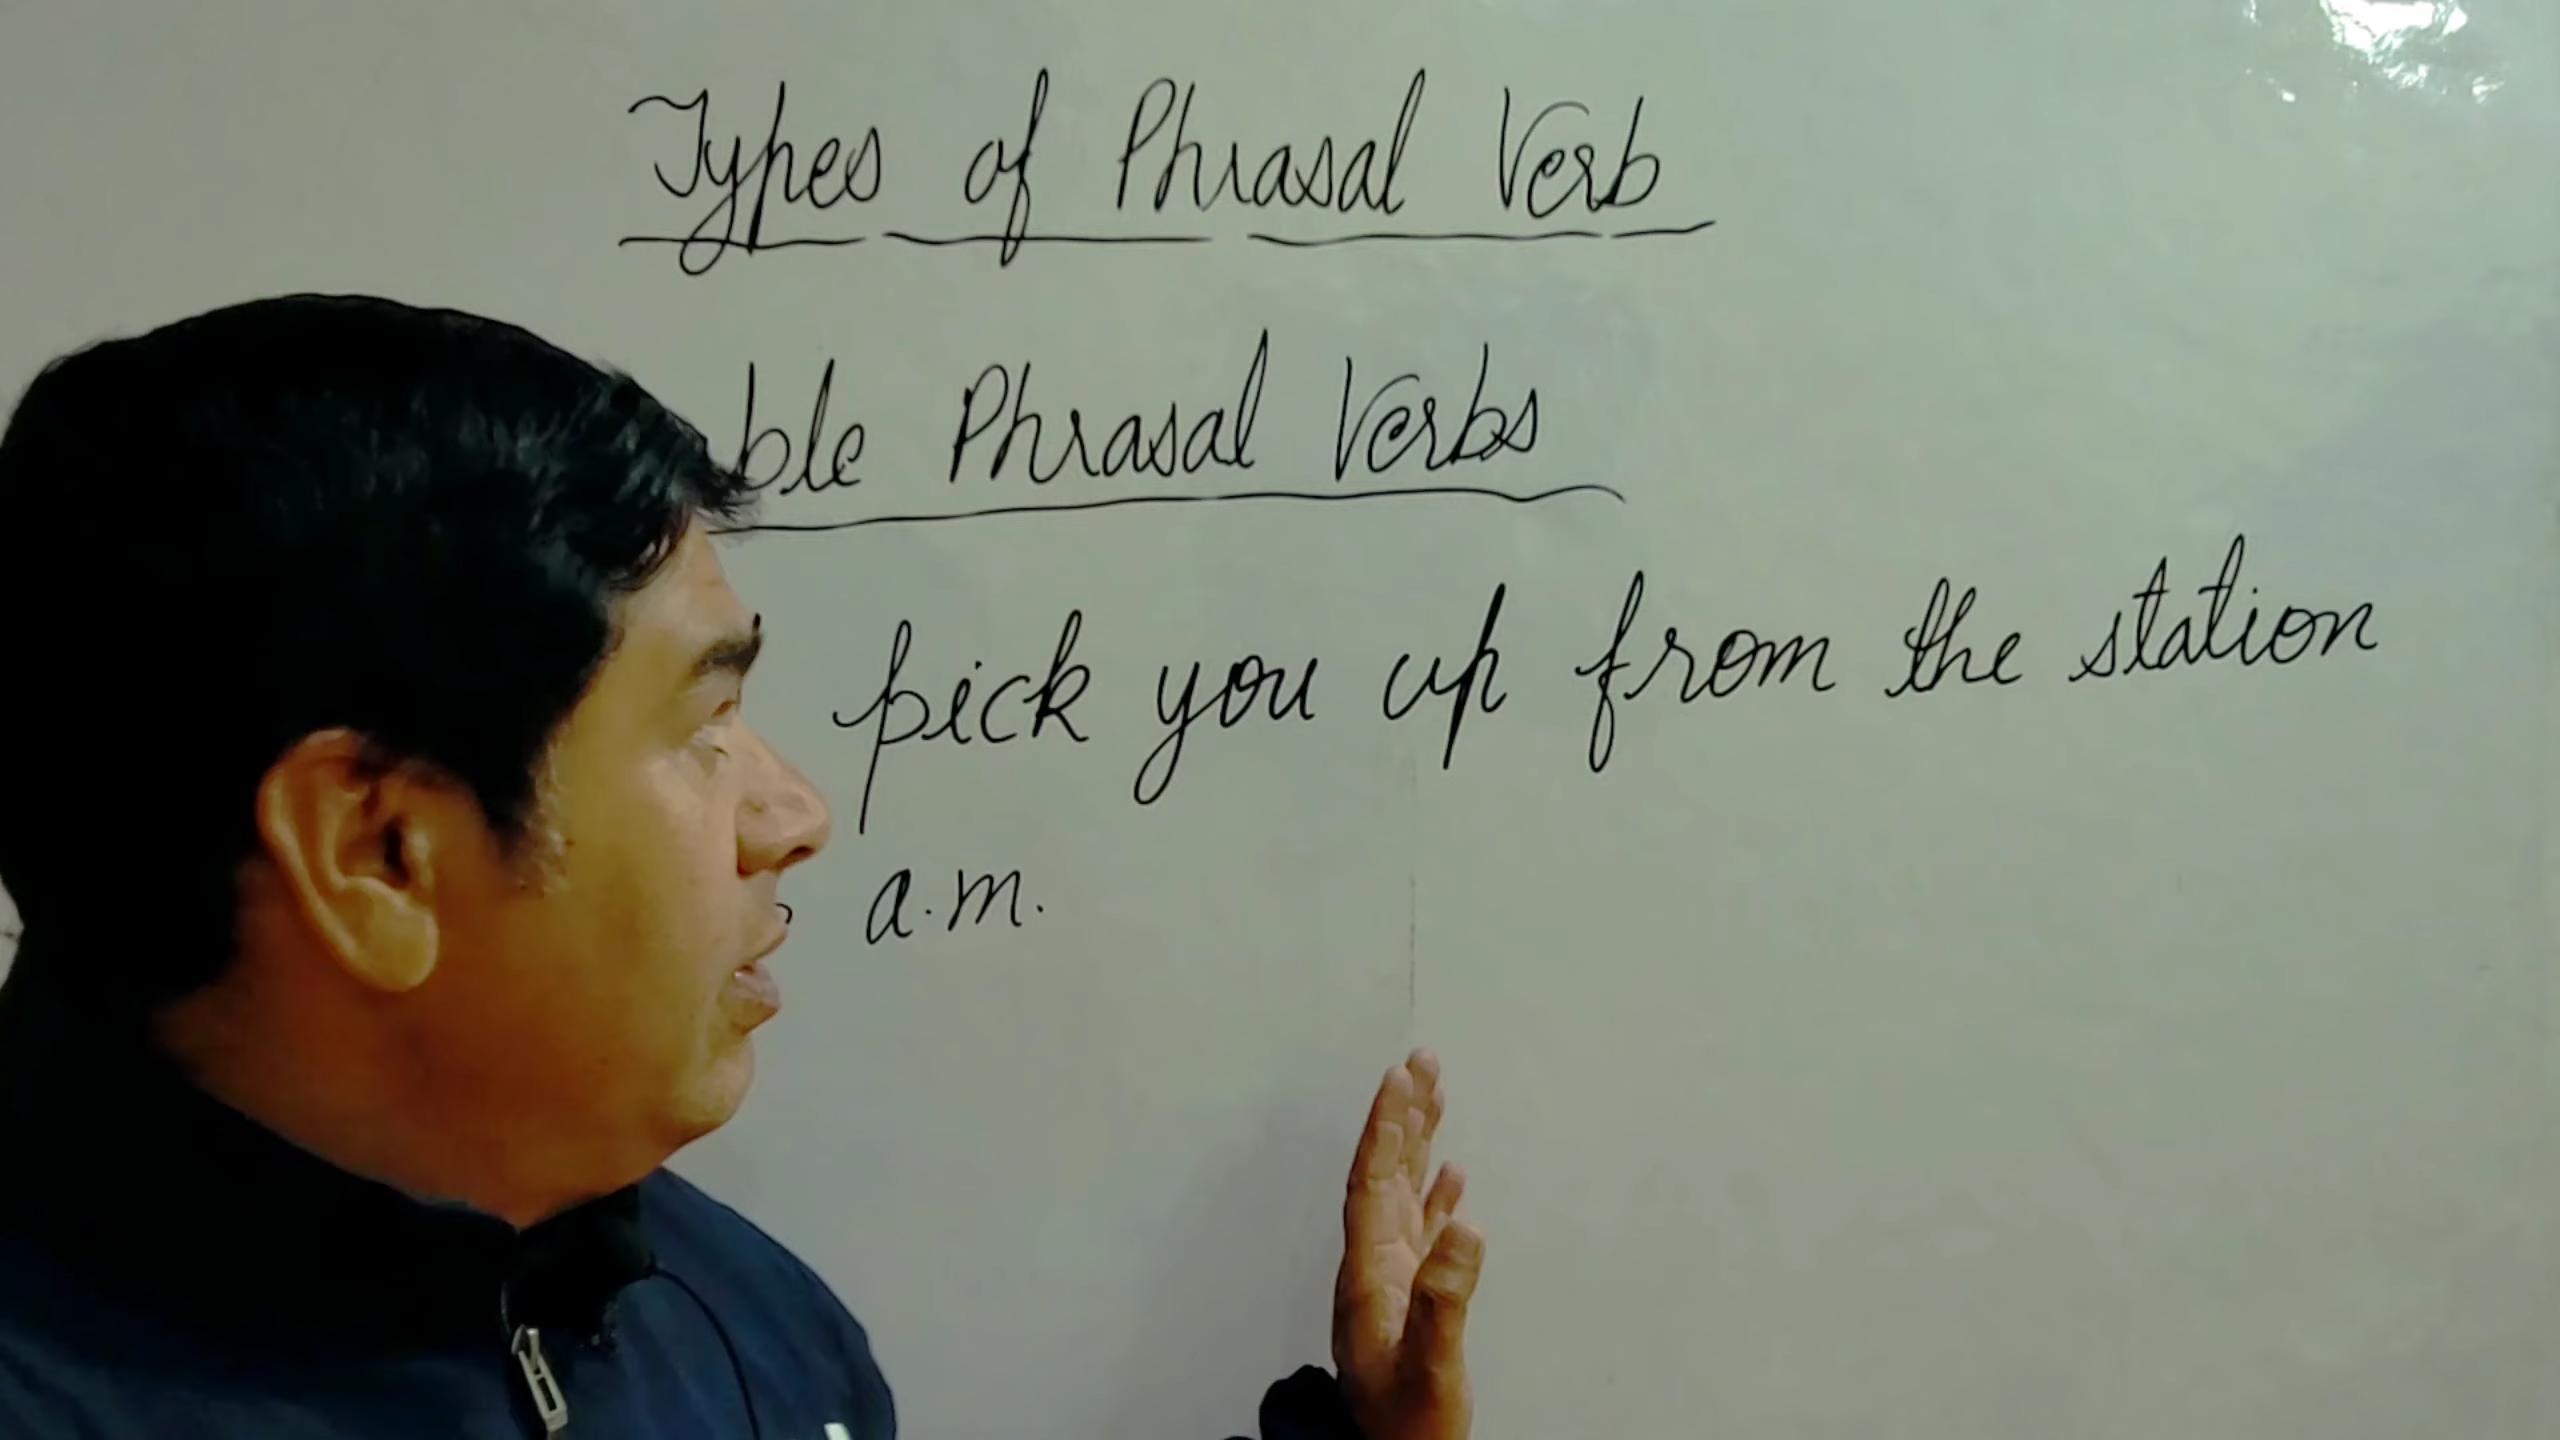 Types of Phrasal Verb
ble Phrasal Verbs
pick you up from the station
a.m.